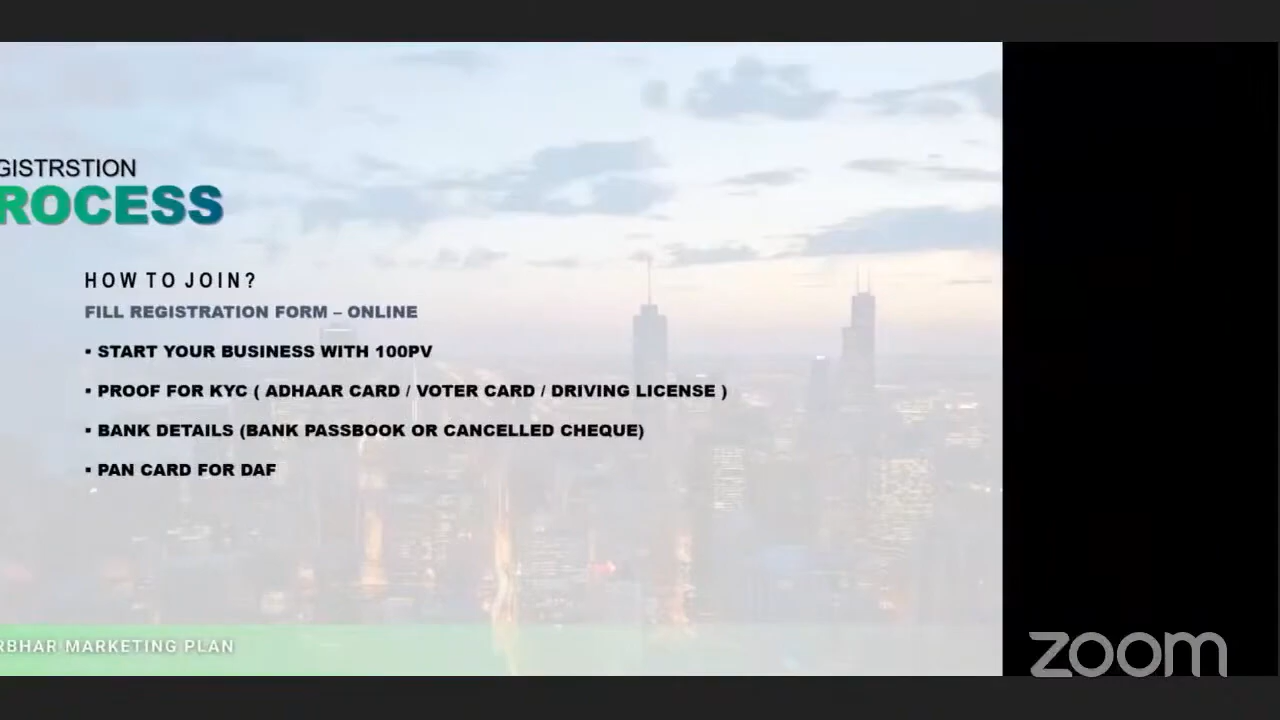 GISTRSTION
ROCESS
HOW TO JOIN?
FILL REGISTRATION FORM – ONLINE
▪ START YOUR BUSINESS WITH 100PV
▪ PROOF FOR KYC ( ADHAAR CARD / VOTER CARD / DRIVING LICENSE )
▪ BANK DETAILS (BANK PASSBOOK OR CANCELLED CHEQUE)
▪ PAN CARD FOR DAF
RBHAR MARKETING PLAN
zoom